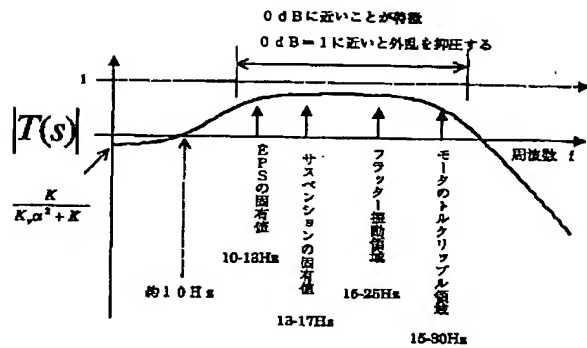 0dBに近いことが特徴
0dB=1に近いと外乱を抑圧する
1
|T(s)|
周波数 f
K
Kᵥα²+K
約10Hz
EPSの固有値
10-13Hz
サスペンションの固有値
13-17Hz
フラッター振動領域
15-25Hz
モータのトルクリップル領域
15-30Hz